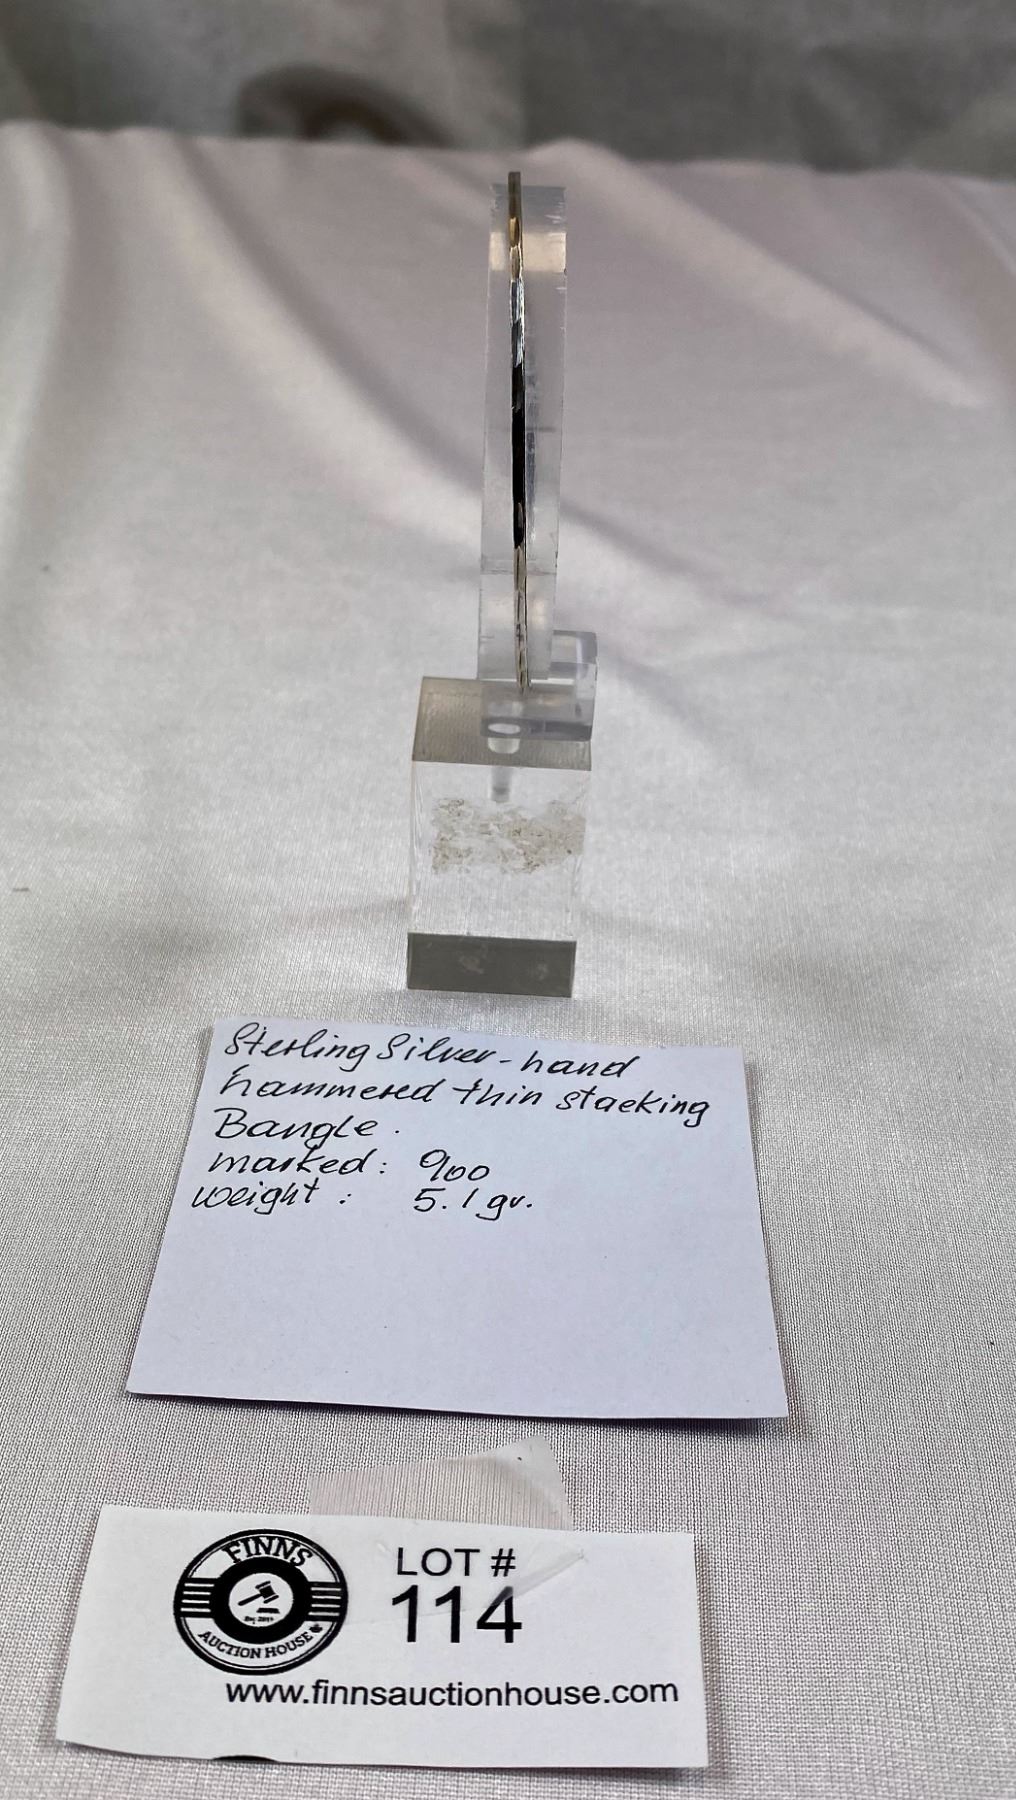 Sterling Silver - hand
hammered thin stacking
Bangle.
marked: 900
weight: 5.1 gr.
FINNS
AUCTION HOUSE
LOT #
114
www.finnsauctionhouse.com